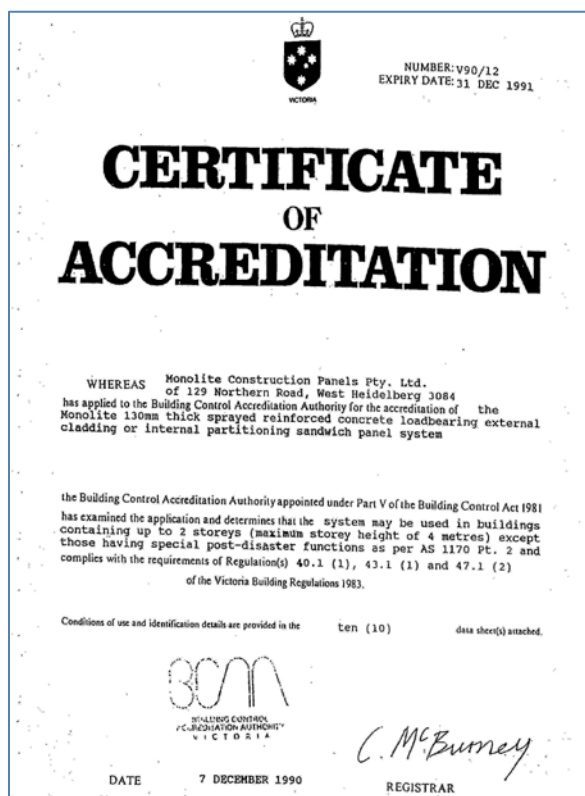 VICTORIA
NUMBER: V90/12
EXPIRY DATE: 31 DEC 1991
CERTIFICATE
OF
ACCREDITATION
WHEREAS Monolite Construction Panels Pty. Ltd.
of 129 Northern Road, West Heidelberg 3084
has applied to the Building Control Accreditation Authority for the accreditation of the
Monolite 130mm thick sprayed reinforced concrete loadbearing external
cladding or internal partitioning sandwich panel system
the Building Control Accreditation Authority appointed under Part V of the Building Control Act 1981
has examined the application and determines that the system may be used in buildings
containing up to 2 storeys (maximum storey height of 4 metres) except
those having special post-disaster functions as per AS 1170 Pt. 2 and
complies with the requirements of Regulation(s) 40.1 (1), 43.1 (1) and 47.1 (2)
of the Victoria Building Regulations 1983.
Conditions of use and identification details are provided in the ten (10) data sheet(s) attached.
BCAA
BUILDING CONTROL
ACCREDITATION AUTHORITY
VICTORIA
C. McBurney
DATE 7 DECEMBER 1990
REGISTRAR